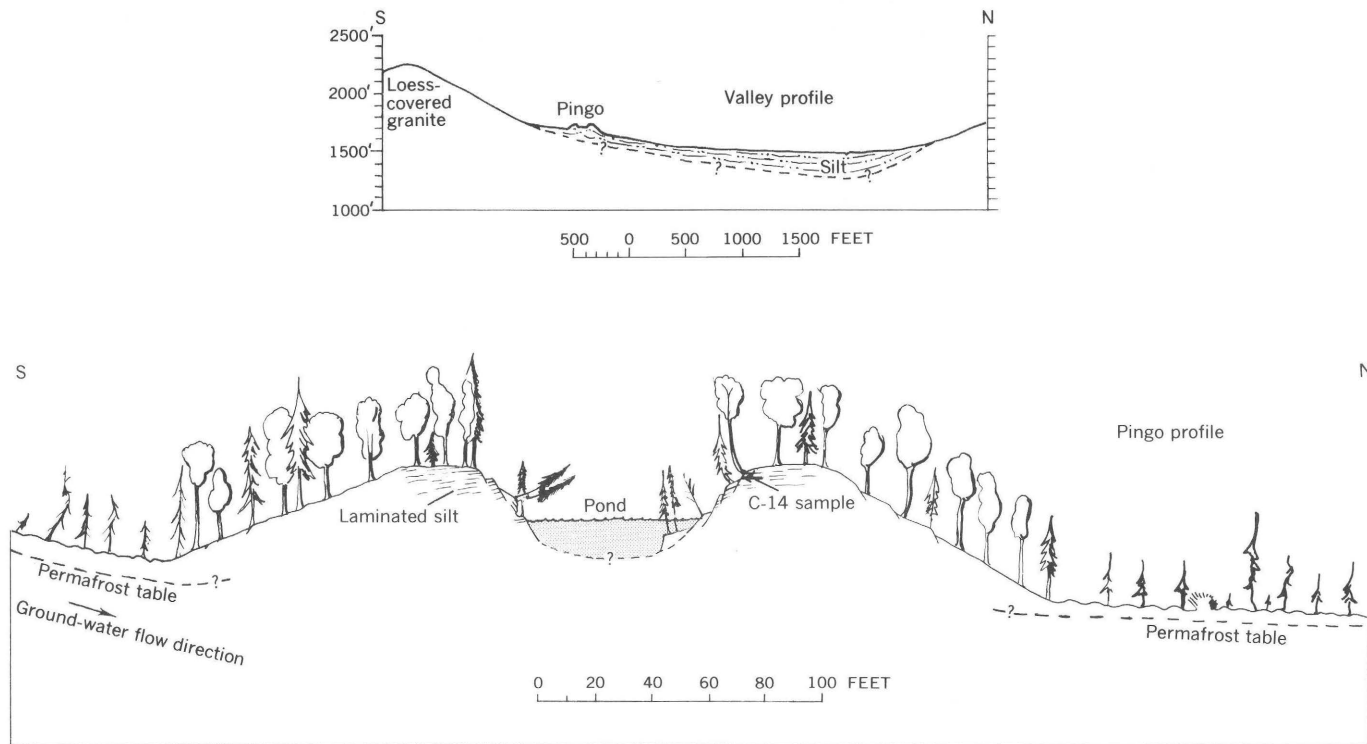 S
N
2500'
2000'
1500'
1000'
Loess-
covered
granite
Pingo
Valley profile
?
?
Silt
?
500 0 500 1000 1500 FEET
S
N
Pingo profile
Pond
Laminated silt
C-14 sample
?
Permafrost table
?
?
Permafrost table
Ground-water flow direction
0 20 40 60 80 100 FEET